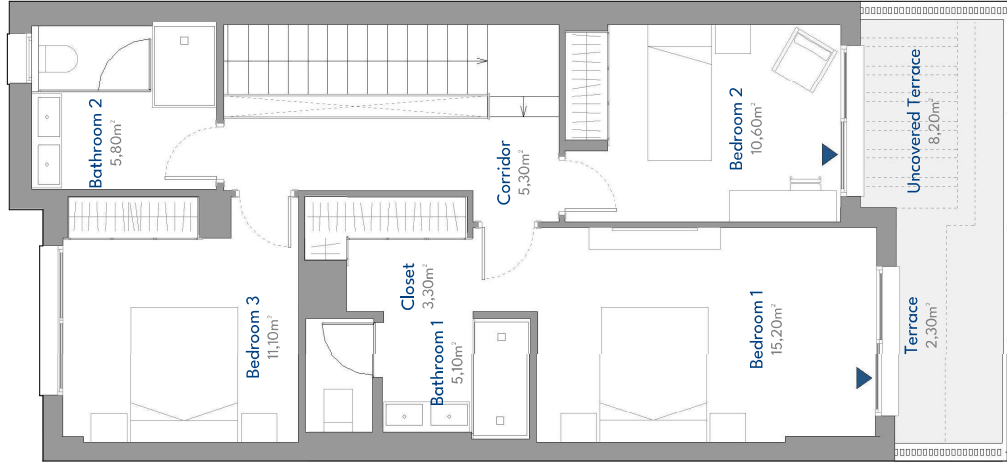 Bathroom 2
5,80m²
Corridor
5,30m²
Bedroom 2
10,60m²
Uncovered Terrace
8,20m²
Bedroom 3
11,10m²
Closet
3,30m²
Bathroom 1
5,10m²
Bedroom 1
15,20m²
Terrace
2,30m²